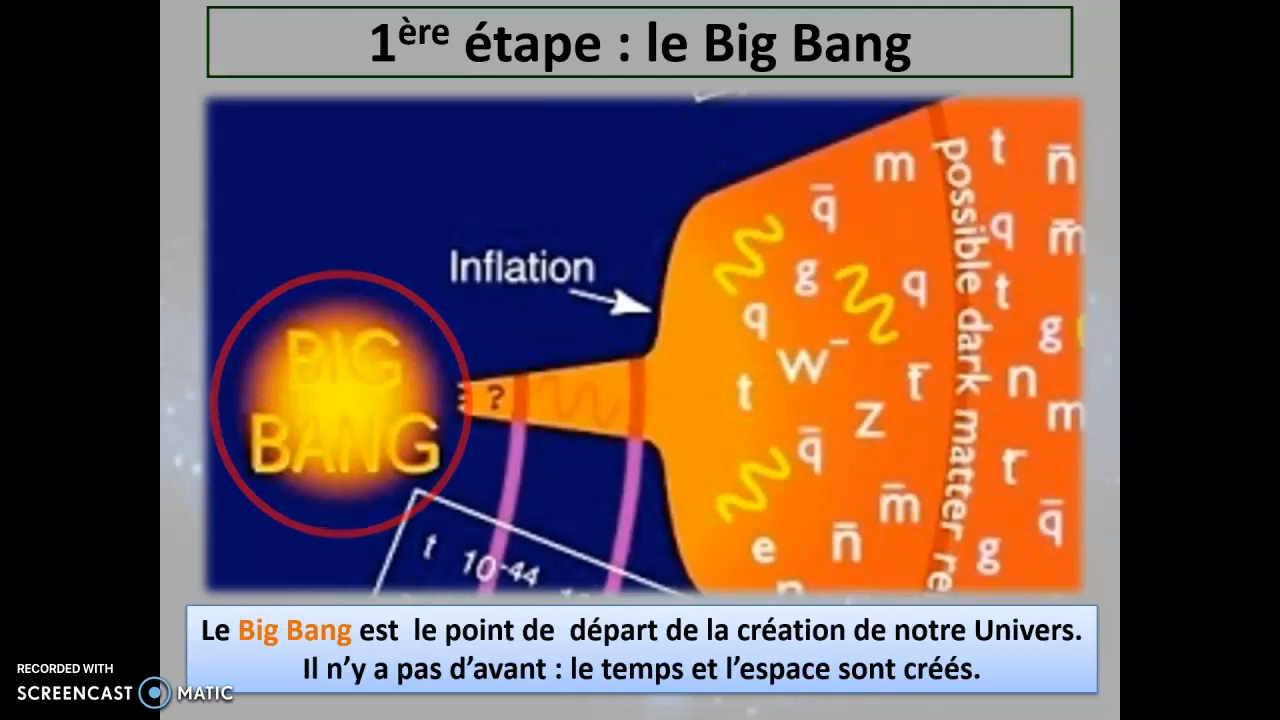 1ère étape : le Big Bang
Inflation
BIG
BANG
?
m
t
n̄
q̄
q
m̄
g
q
t
q
g
W⁻
t
t̄
n
Z
m
q̄
t̄
m̄
q̄
e
n̄
g
possible dark matter re
t 10-44
Le Big Bang est le point de départ de la création de notre Univers.
Il n’y a pas d’avant : le temps et l’espace sont créés.
RECORDED WITH
SCREENCAST MATIC